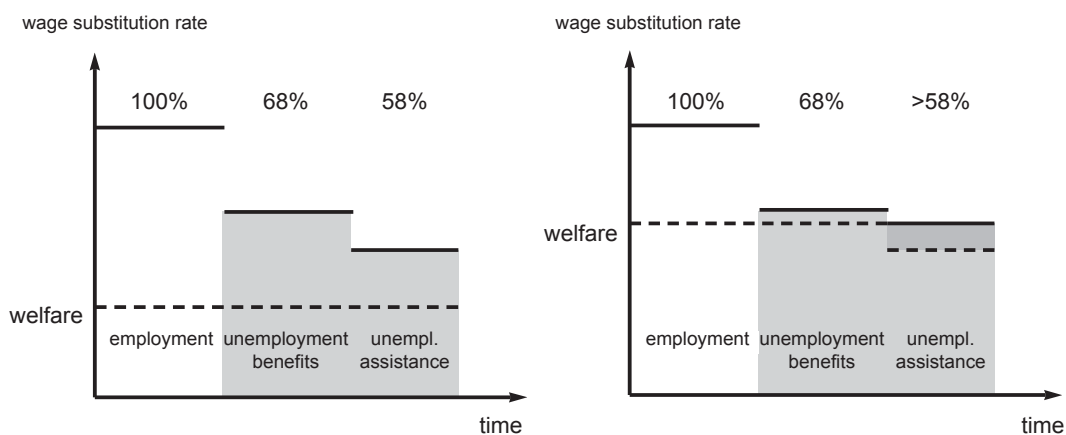 wage substitution rate
100% 68% 58%
welfare
employment unemployment unempl.
benefits assistance
time
wage substitution rate
100% 68% >58%
welfare
employment unemployment unempl.
benefits assistance
time